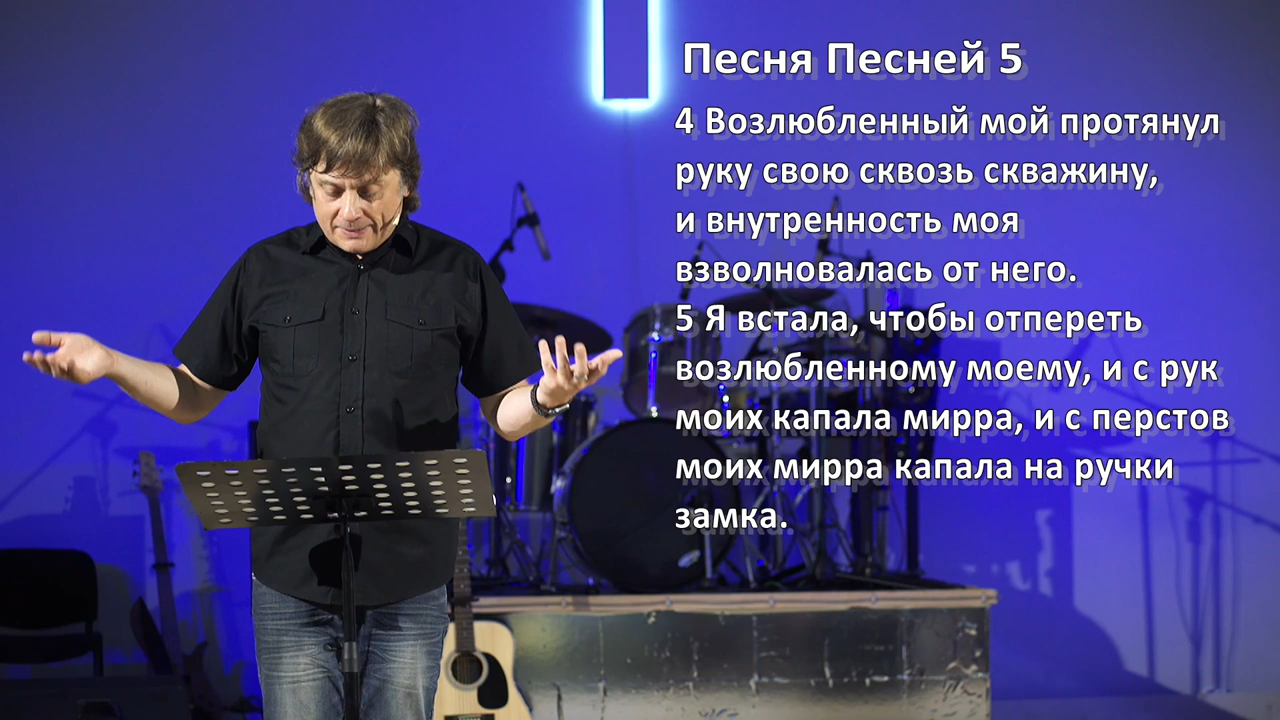 Песня Песней 5
4 Возлюбленный мой протянул
руку свою сквозь скважину,
и внутренность моя
взволновалась от него.
5 Я встала, чтобы отпереть
возлюбленному моему, и с рук
моих капала мирра, и с перстов
моих мирра капала на ручки
замка.